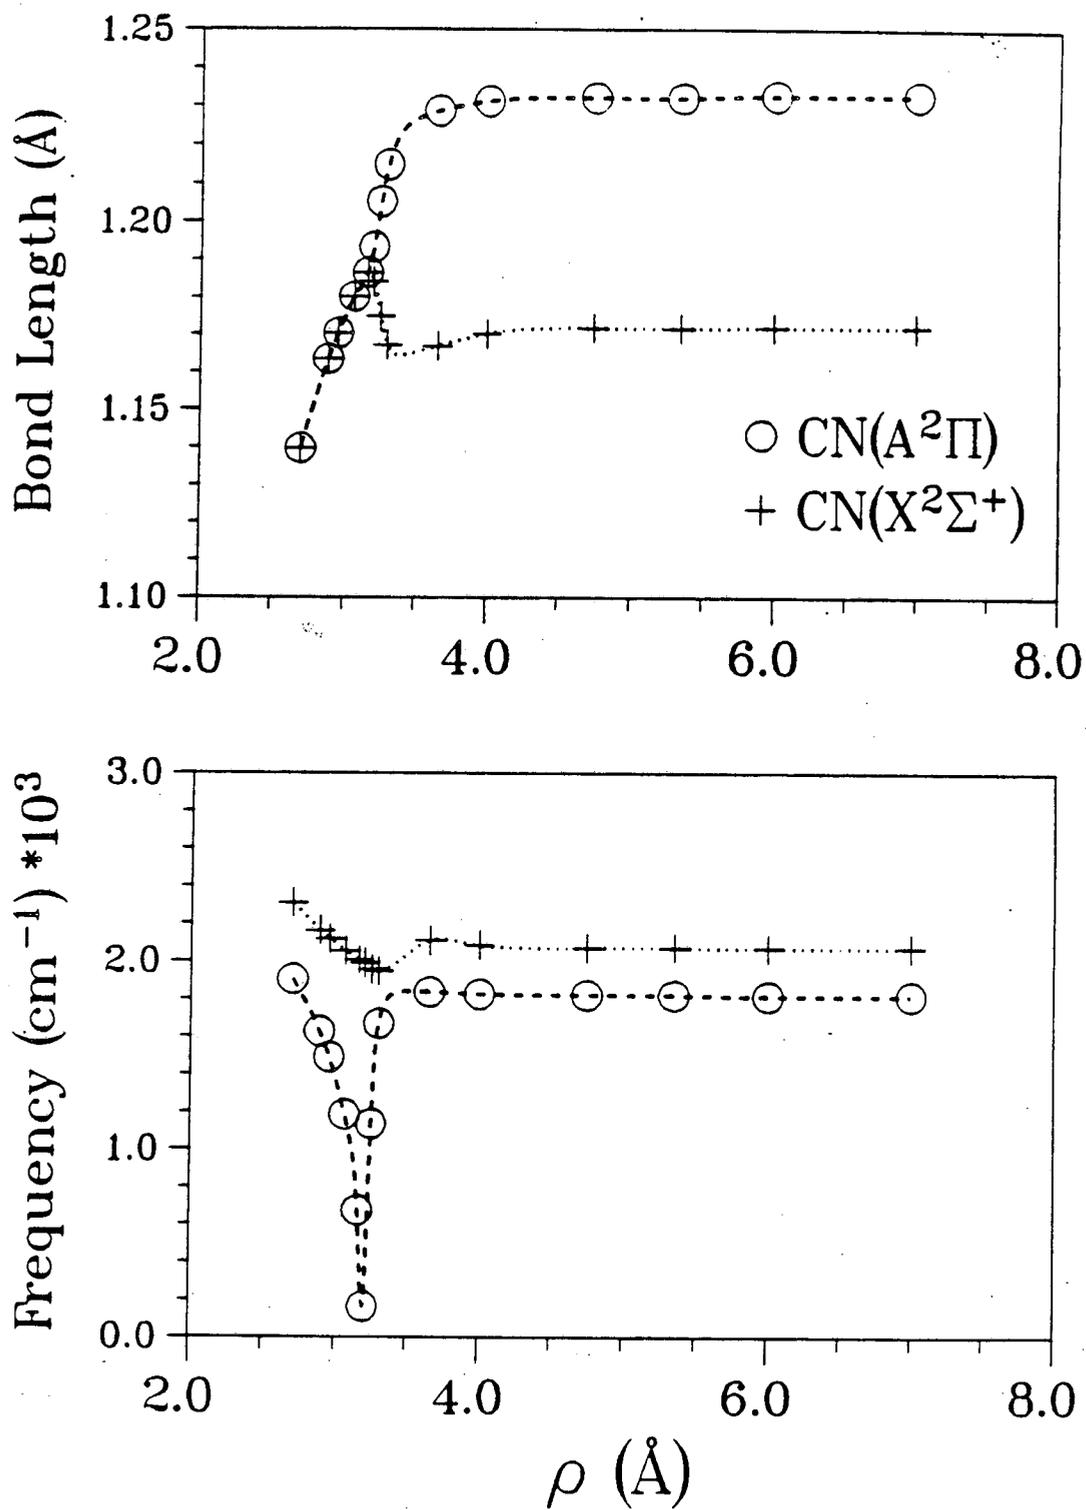 1.25
1.20
1.15
1.10
Bond Length (Å)
○ CN(A²Π)
+ CN(X²Σ⁺)
2.0 4.0 6.0 8.0
3.0
2.0
1.0
0.0
Frequency (cm⁻¹) *10³
2.0 4.0 6.0 8.0
ρ (Å)